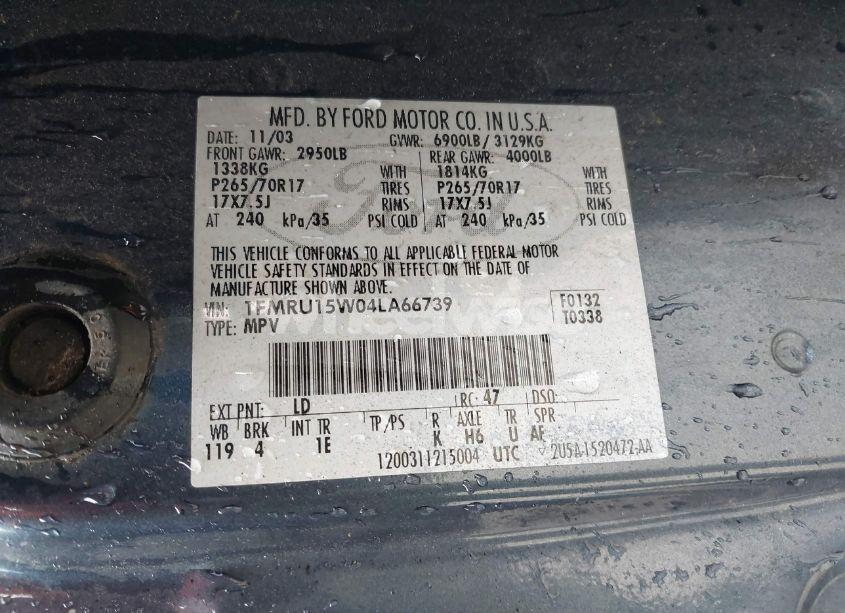 MFD. BY FORD MOTOR CO. IN U.S.A.
DATE: 11/03 GVWR: 6900LB/ 3129KG
FRONT GAWR: 2950LB REAR GAWR: 4000LB
1338KG WITH 1814KG WITH
P265/70R17 TIRES P265/70R17 TIRES
17X7.5J RIMS 17X7.5J RIMS
AT 240 kPa/35 PSI COLD AT 240 kPa/35 PSI COLD
Ford
THIS VEHICLE CONFORMS TO ALL APPLICABLE FEDERAL MOTOR
VEHICLE SAFETY STANDARDS IN EFFECT ON THE DATE OF
MANUFACTURE SHOWN ABOVE.
VIN: 1FMRU15W04LA66739 F0132
TYPE: MPV T0338
EXT PNT: LD RC: 47 DSO:
WB BRK INT TR TP/PS R AXLE TR SPR
119 4 1E K H6 U AF
1200311215004 UTC 2U5A-1520472-AA